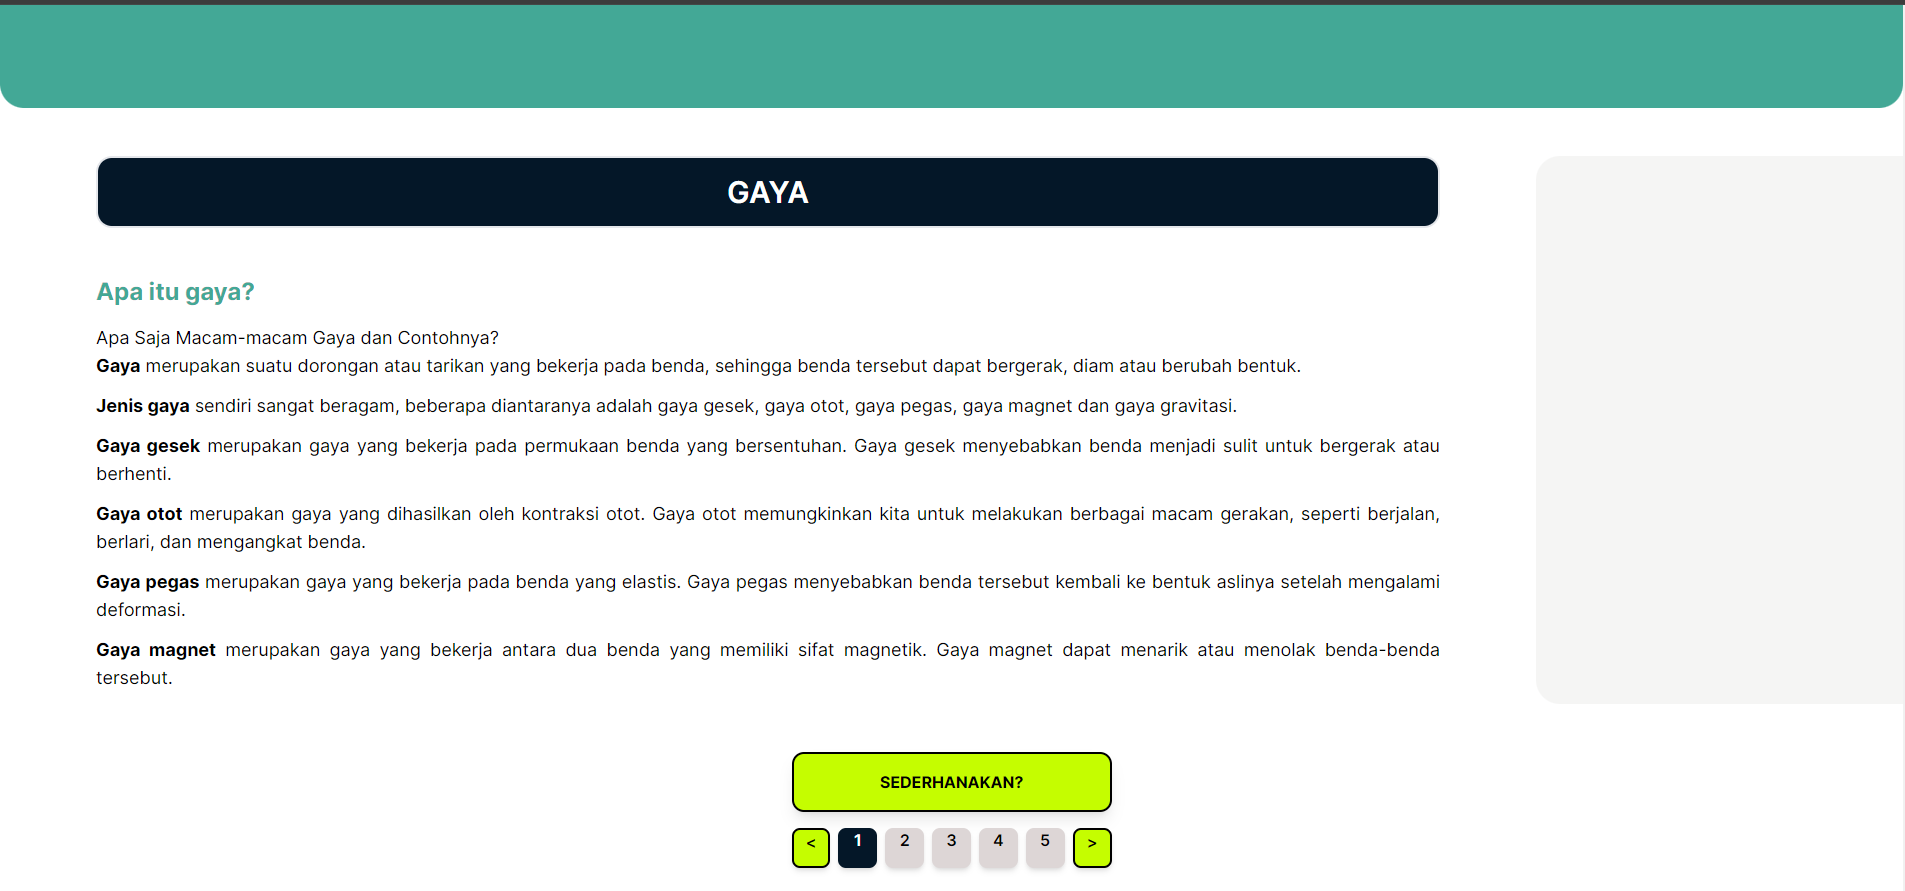 GAYA
Apa itu gaya?
Apa Saja Macam-macam Gaya dan Contohnya?
Gaya merupakan suatu dorongan atau tarikan yang bekerja pada benda, sehingga benda tersebut dapat bergerak, diam atau berubah bentuk.
Jenis gaya sendiri sangat beragam, beberapa diantaranya adalah gaya gesek, gaya otot, gaya pegas, gaya magnet dan gaya gravitasi.
Gaya gesek merupakan gaya yang bekerja pada permukaan benda yang bersentuhan. Gaya gesek menyebabkan benda menjadi sulit untuk bergerak atau
berhenti.
Gaya otot merupakan gaya yang dihasilkan oleh kontraksi otot. Gaya otot memungkinkan kita untuk melakukan berbagai macam gerakan, seperti berjalan,
berlari, dan mengangkat benda.
Gaya pegas merupakan gaya yang bekerja pada benda yang elastis. Gaya pegas menyebabkan benda tersebut kembali ke bentuk aslinya setelah mengalami
deformasi.
Gaya magnet merupakan gaya yang bekerja antara dua benda yang memiliki sifat magnetik. Gaya magnet dapat menarik atau menolak benda-benda
tersebut.
SEDERHANAKAN?
< 1 2 3 4 5 >